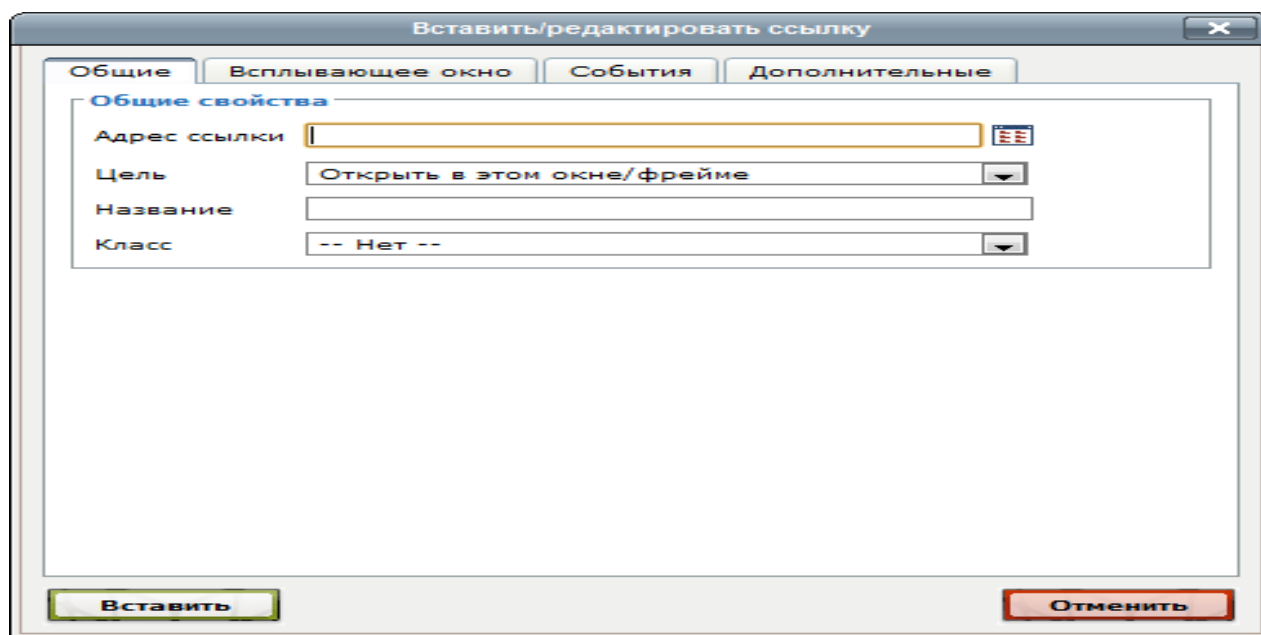 Вставить/редактировать ссылку
Общие Всплывающее окно События Дополнительные
Общие свойства
Адрес ссылки
Цель Открыть в этом окне/фрейме
Название
Класс -- Нет --
Вставить Отменить